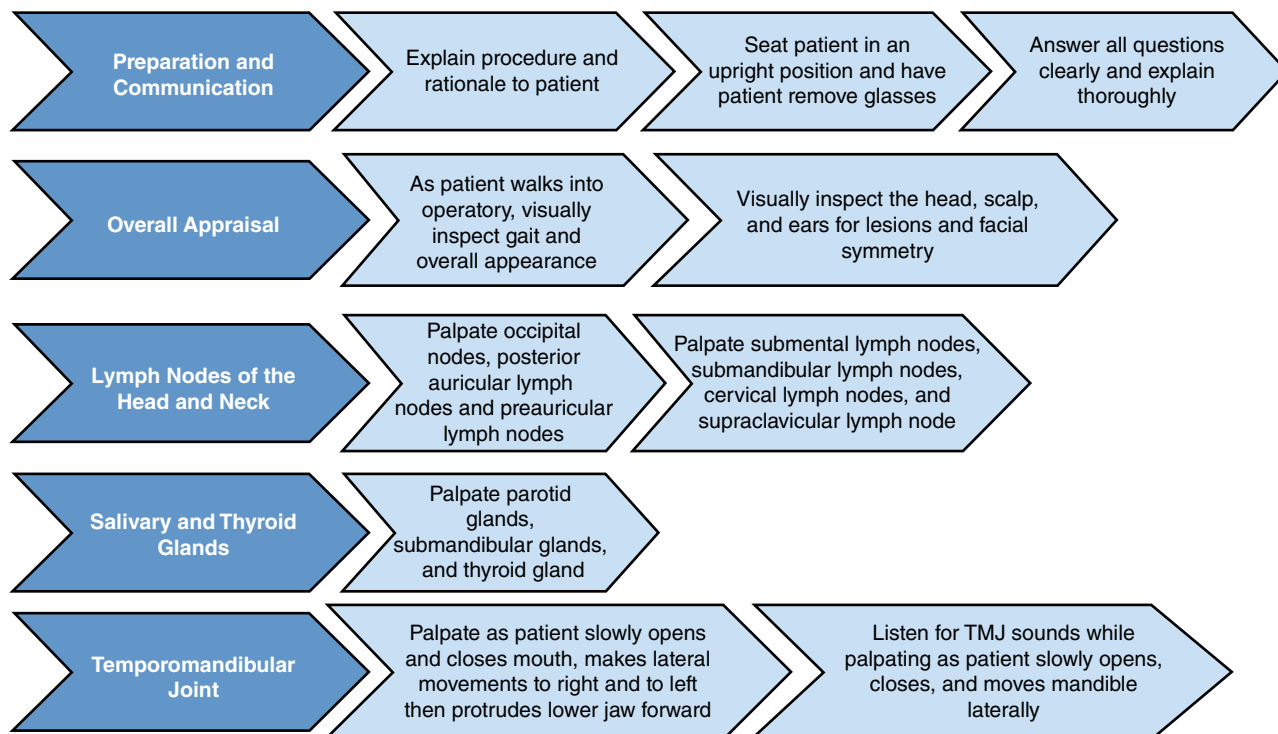 Preparation and
Communication
Explain procedure and
rationale to patient
Seat patient in an
upright position and have
patient remove glasses
Answer all questions
clearly and explain
thoroughly
Overall Appraisal
As patient walks into
operatory, visually
inspect gait and
overall appearance
Visually inspect the head, scalp,
and ears for lesions and facial
symmetry
Lymph Nodes of the
Head and Neck
Palpate occipital
nodes, posterior
auricular lymph
nodes and preauricular
lymph nodes
Palpate submental lymph nodes,
submandibular lymph nodes,
cervical lymph nodes, and
supraclavicular lymph node
Salivary and Thyroid
Glands
Palpate parotid
glands,
submandibular glands,
and thyroid gland
Temporomandibular
Joint
Palpate as patient slowly opens
and closes mouth, makes lateral
movements to right and to left
then protrudes lower jaw forward
Listen for TMJ sounds while
palpating as patient slowly opens,
closes, and moves mandible
laterally